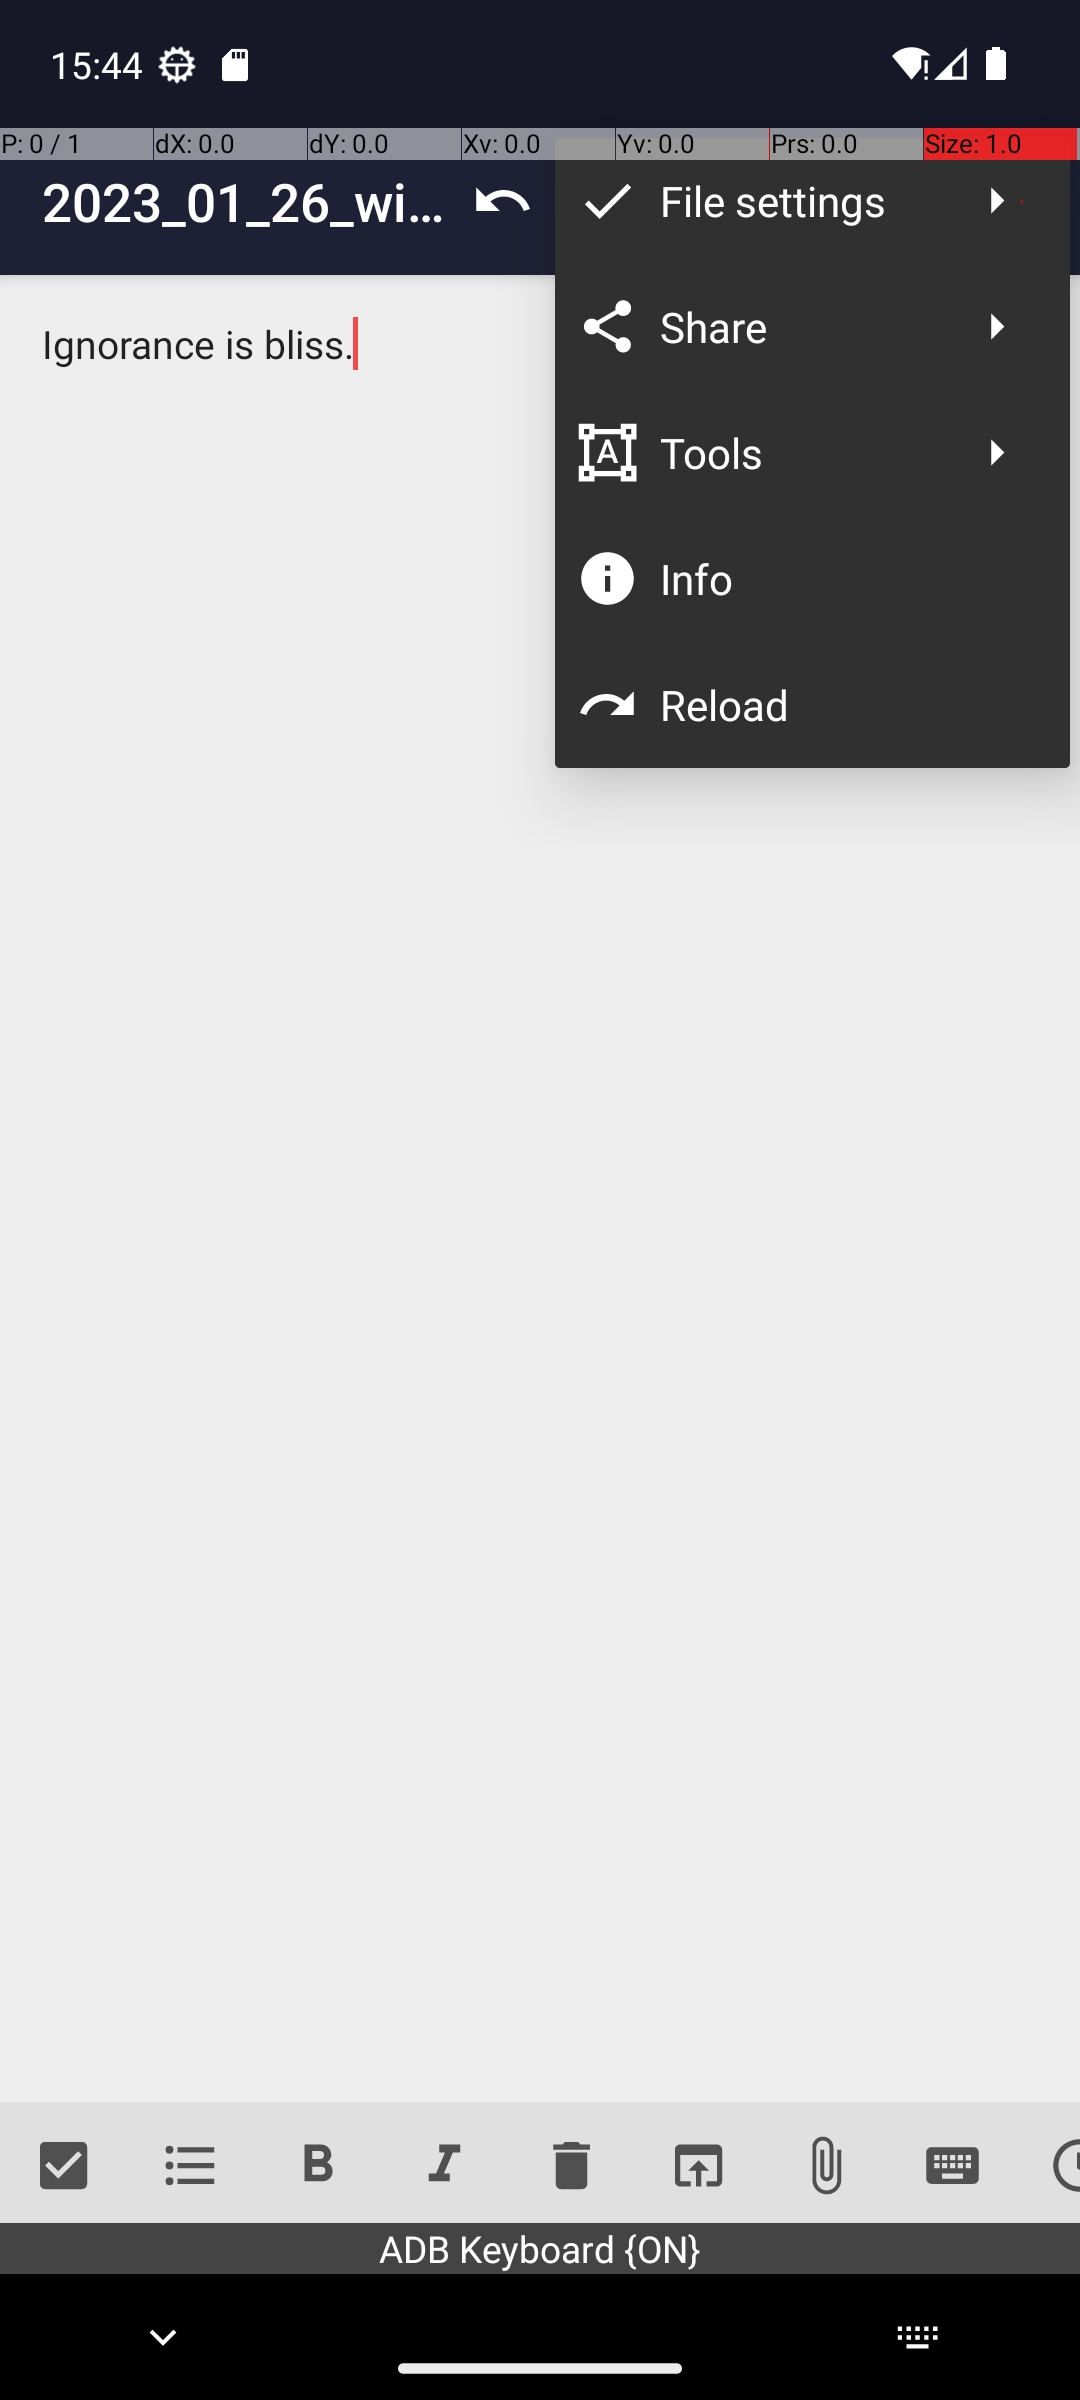 15:44
P: 0 / 1 dX: 0.0 dY: 0.0 Xv: 0.0 Yv: 0.0 Prs: 0.0 Size: 1.0
2023_01_26_wi...
File settings
Share
Tools
Info
Reload
Ignorance is bliss.
ADB Keyboard {ON}